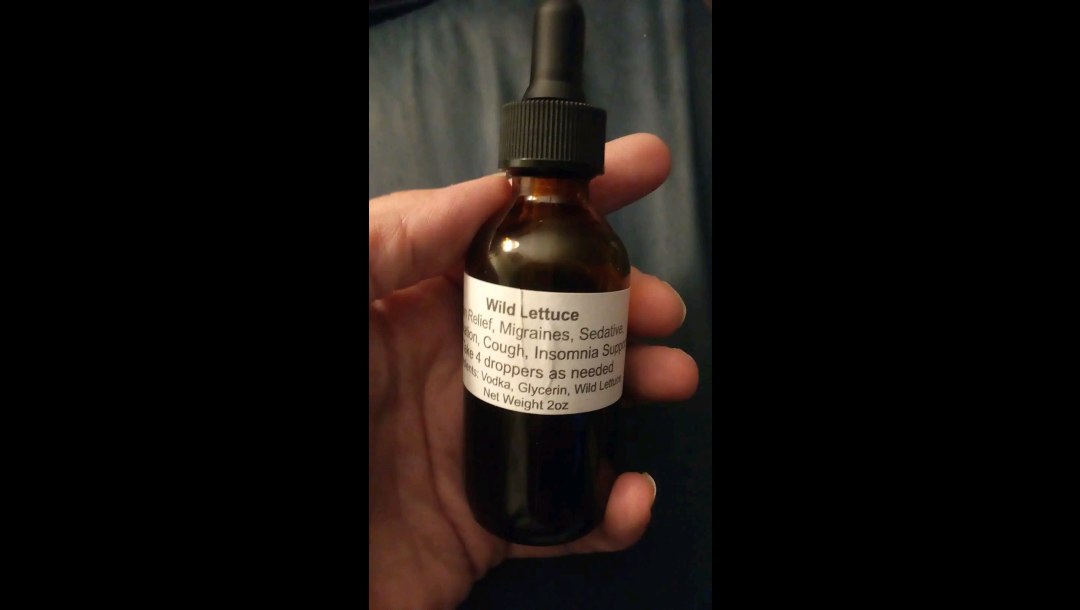 Wild Lettuce
Relief, Migraines, Sedative,
Cough, Insomnia
4 droppers as needed
Vodka, Glycerin, Wild Lettuce
Net Weight 2oz